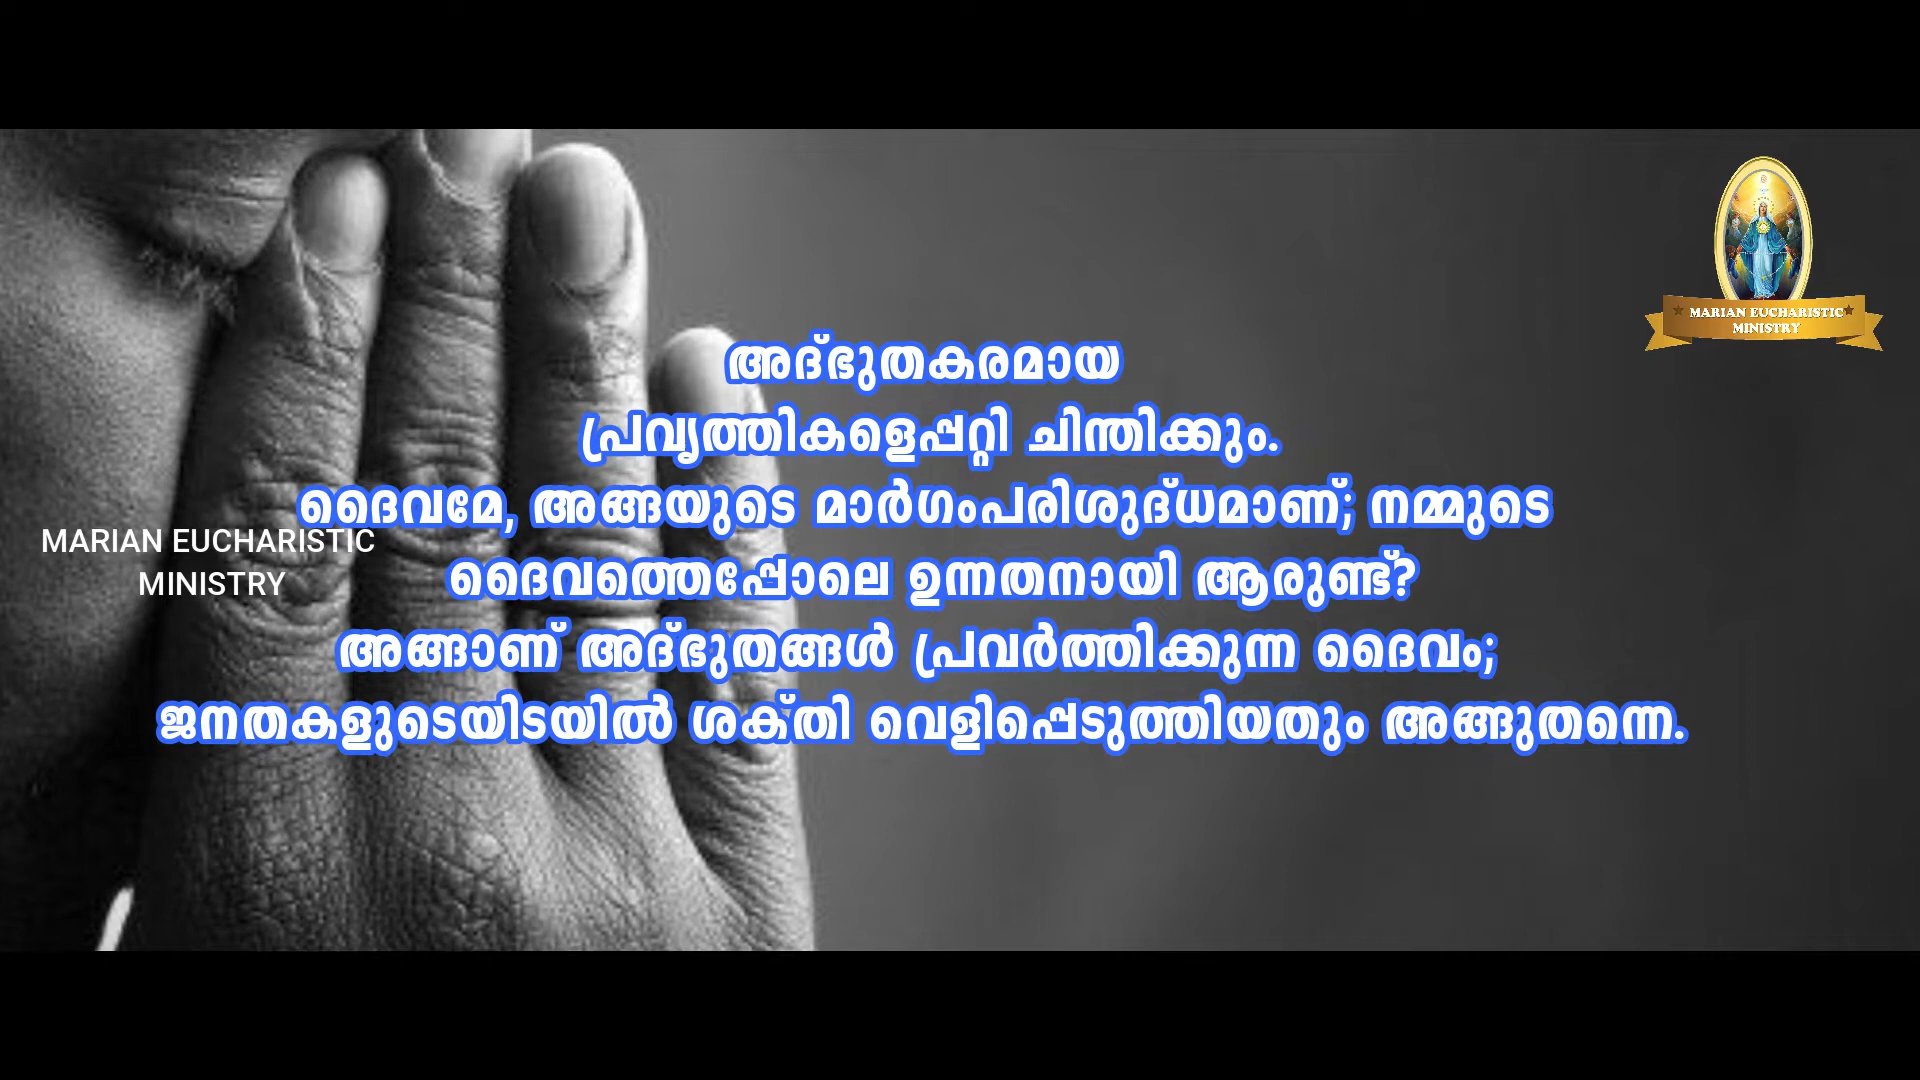 MARIAN EUCHARISTIC
MINISTRY
അദ്ഭുതകരമായ
പ്രവൃത്തികളെപ്പറ്റി ചിന്തിക്കും.
ദൈവമേ, അങ്ങയുടെ മാർഗംപരിശുദ്ധമാണ്; നമ്മുടെ
ദൈവത്തെപ്പോലെ ഉന്നതനായി ആരുണ്ട്?
അങ്ങാണ് അദ്ഭുതങ്ങൾ പ്രവർത്തിക്കുന്ന ദൈവം;
ജനതകളുടെയിടയിൽ ശക്തി വെളിപ്പെടുത്തിയതും അങ്ങുതന്നെ.
MARIAN EUCHARISTIC
MINISTRY